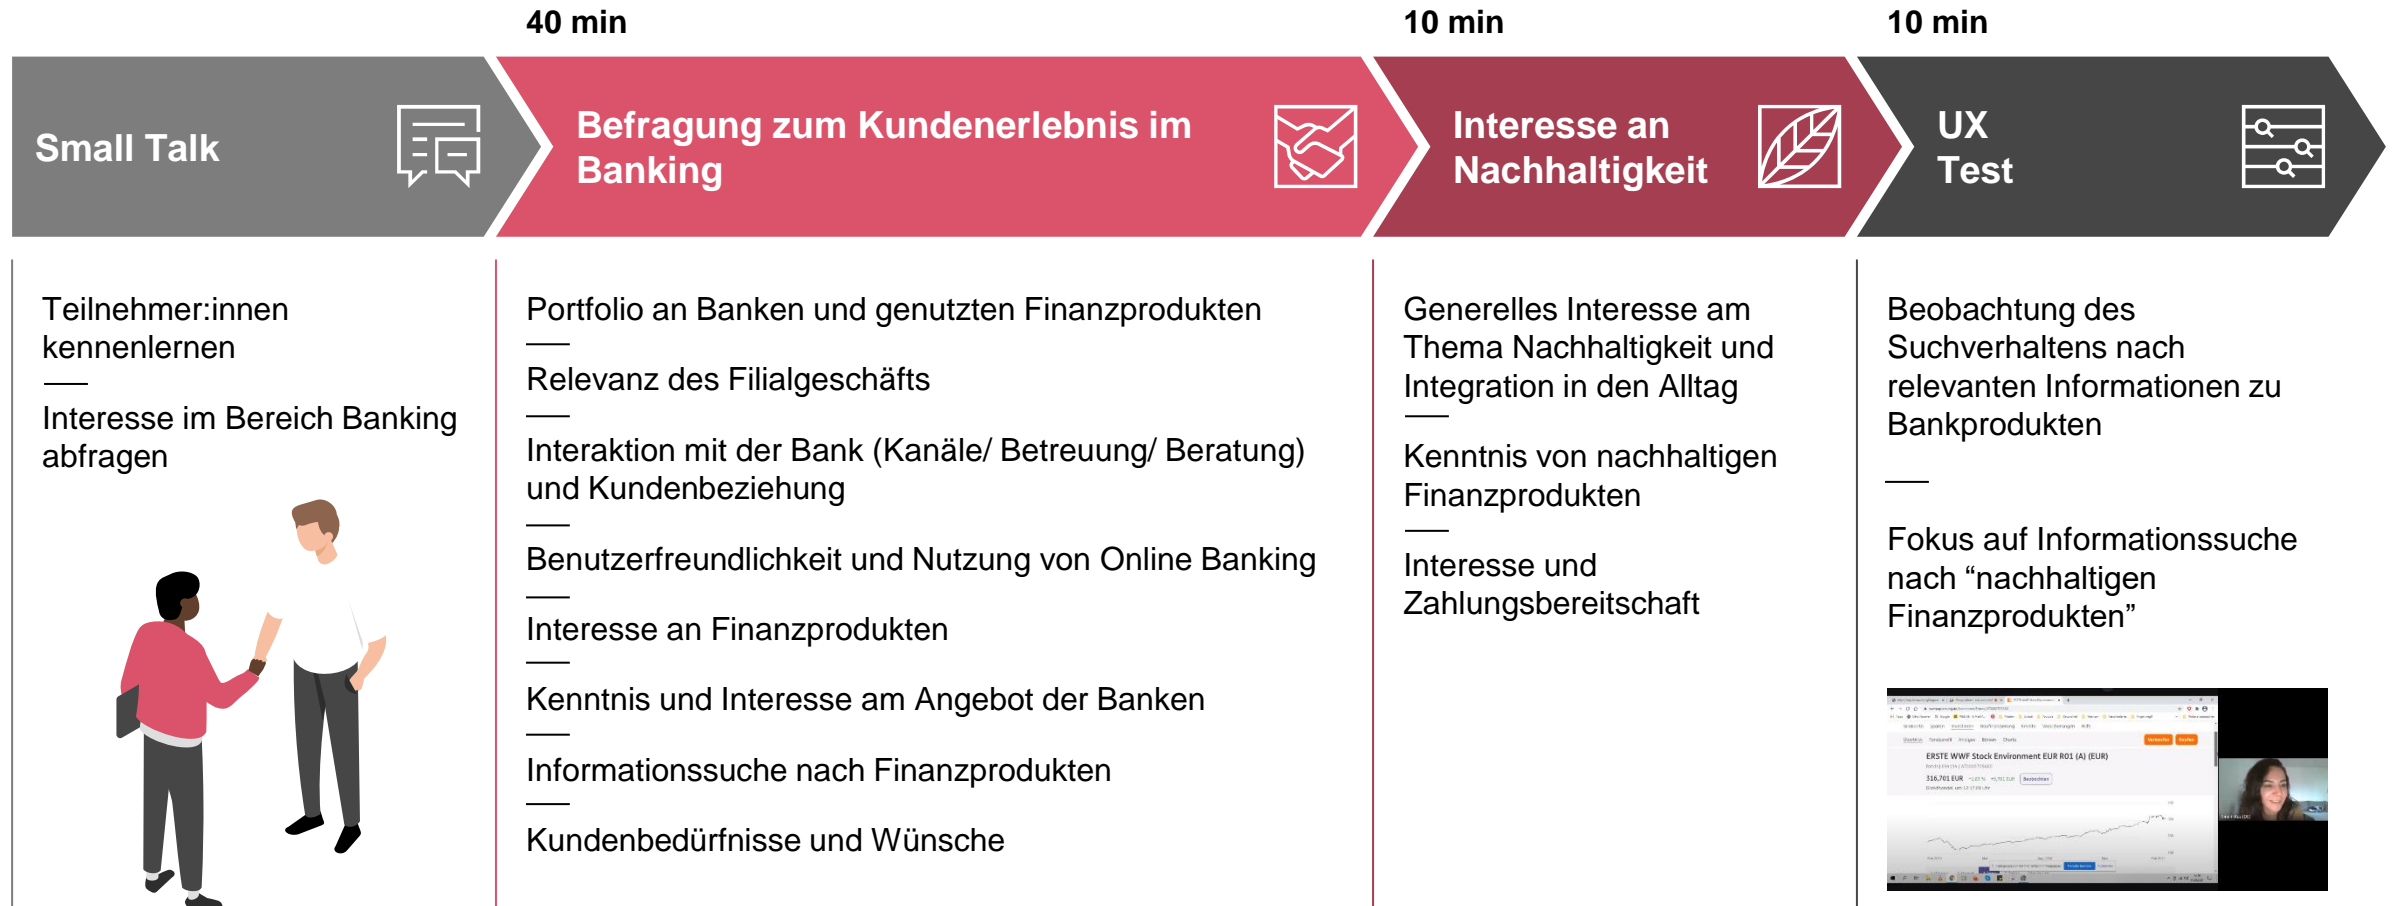 40 min
10 min
10 min
Small Talk
Befragung zum Kundenerlebnis im
Banking
Interesse an
Nachhaltigkeit
UX
Test
Teilnehmer:innen
kennenlernen
Interesse im Bereich Banking
abfragen
Portfolio an Banken und genutzten Finanzprodukten
Relevanz des Filialgeschäfts
Interaktion mit der Bank (Kanäle/ Betreuung/ Beratung)
und Kundenbeziehung
Benutzerfreundlichkeit und Nutzung von Online Banking
Interesse an Finanzprodukten
Kenntnis und Interesse am Angebot der Banken
Informationssuche nach Finanzprodukten
Kundenbedürfnisse und Wünsche
Generelles Interesse am
Thema Nachhaltigkeit und
Integration in den Alltag
Kenntnis von nachhaltigen
Finanzprodukten
Interesse und
Zahlungsbereitschaft
Beobachtung des
Suchverhaltens nach
relevanten Informationen zu
Bankprodukten
Fokus auf Informationssuche
nach “nachhaltigen
Finanzprodukten”
ERSTE WWF Stock Environment EUR R01 (A) (EUR)
316,701 EUR
Beobachten